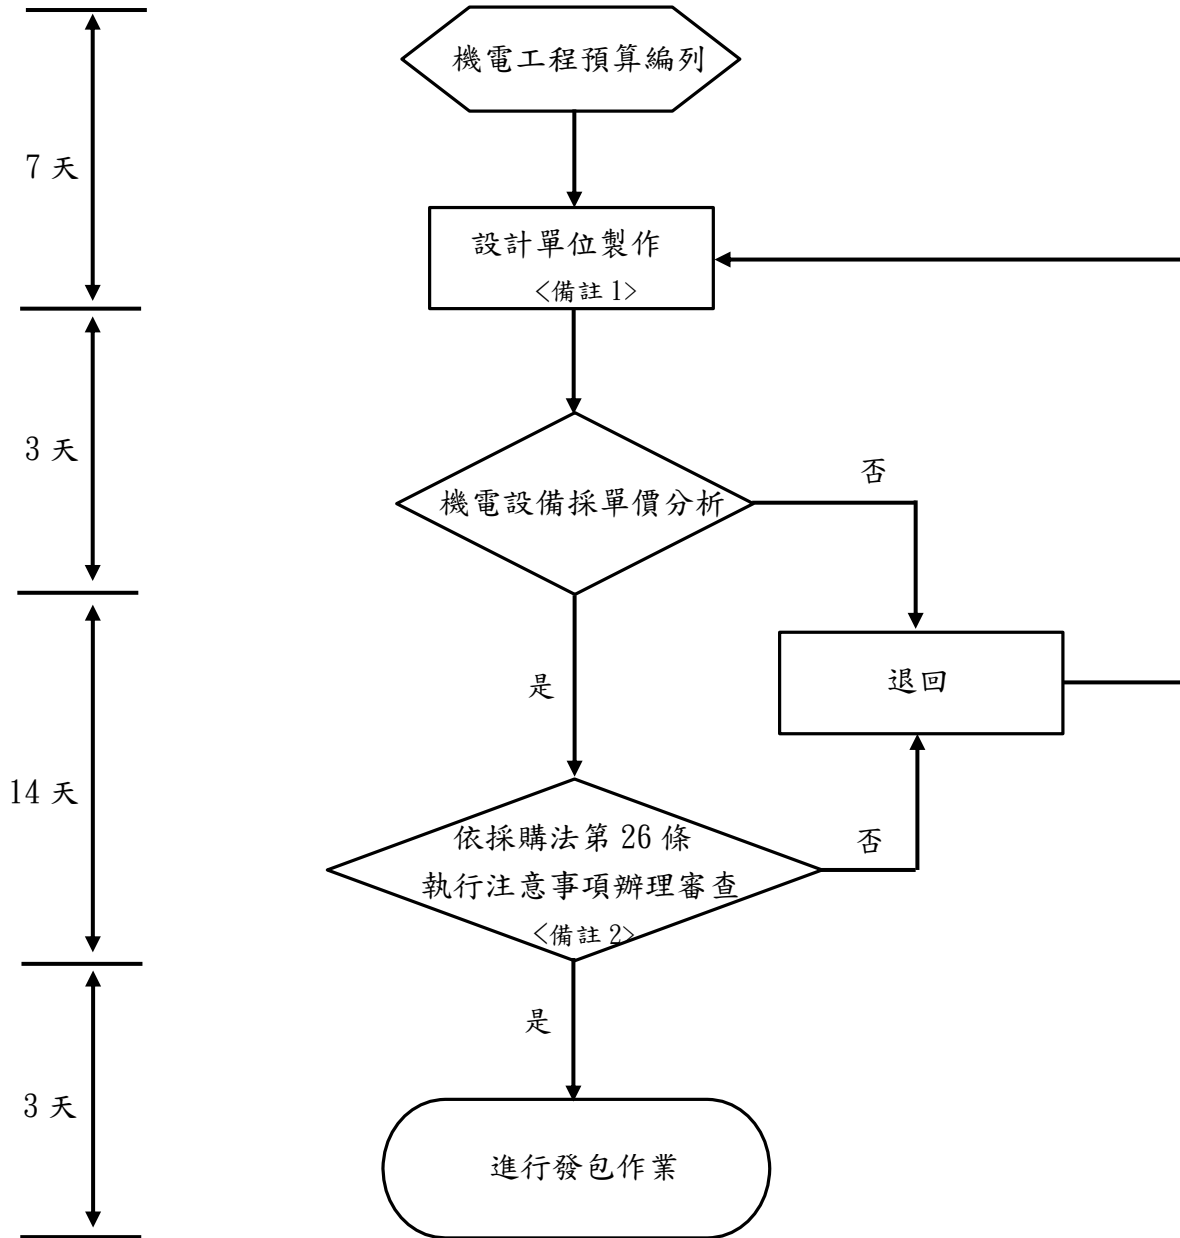 機電工程預算編列
7 天
設計單位製作
<備註 1>
3 天
機電設備採單價分析
否
退回
是
14 天
依採購法第 26 條
執行注意事項辦理審查
<備註 2>
否
是
3 天
進行發包作業